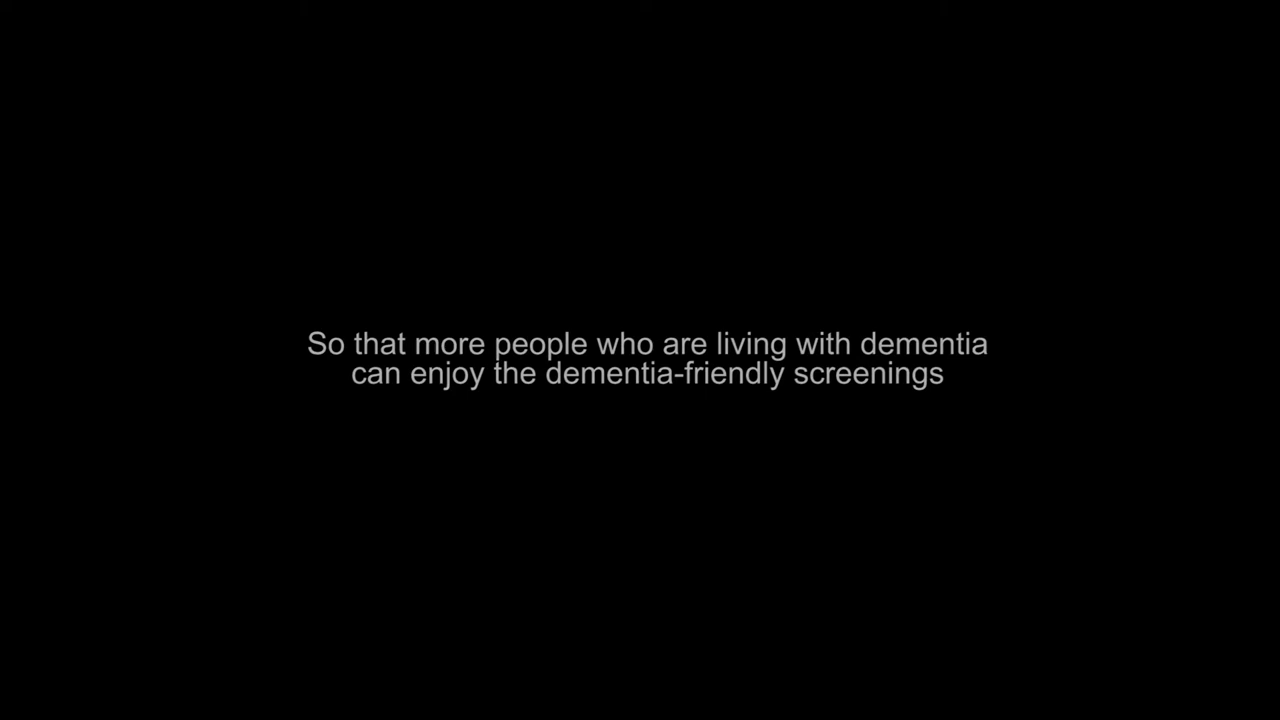 So that more people who are living with dementia
can enjoy the dementia-friendly screenings